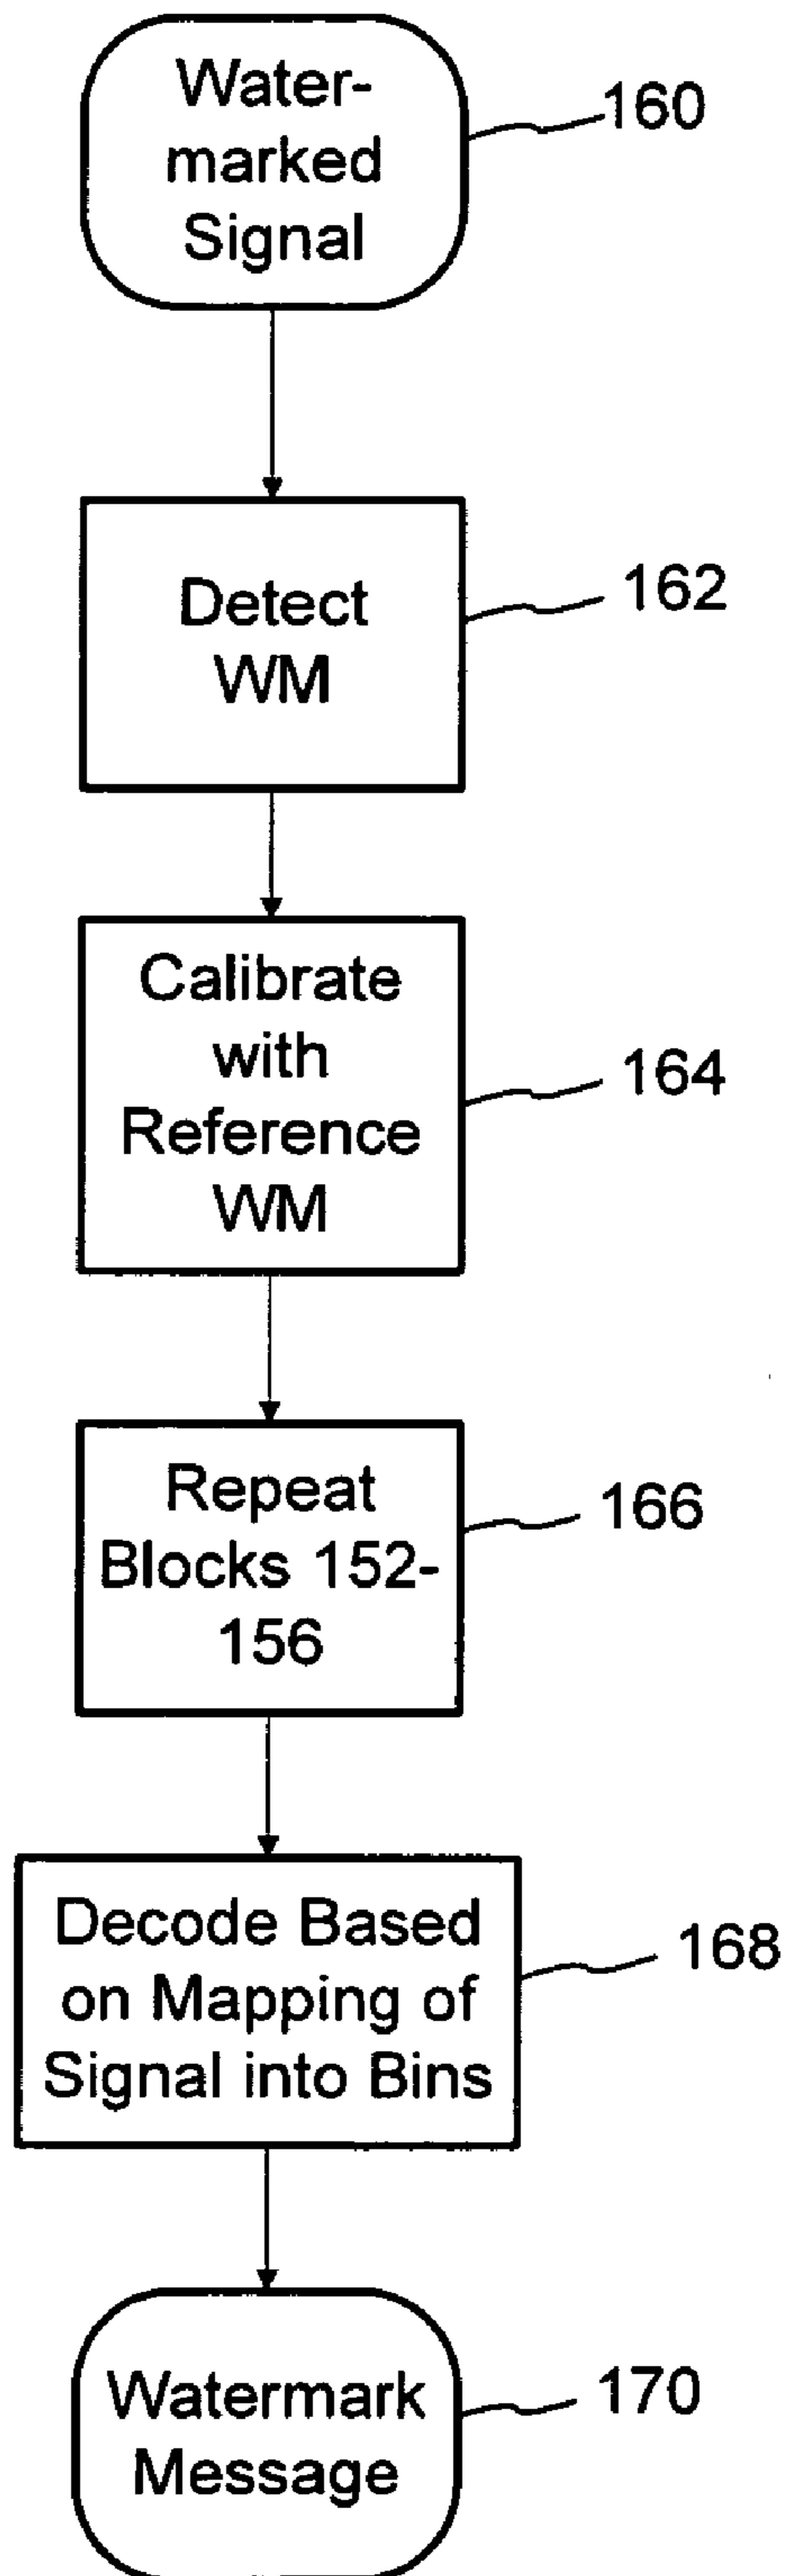 Water-
marked
Signal
160
Detect
WM
162
Calibrate
with
Reference
WM
164
Repeat
Blocks 152-
156
166
Decode Based
on Mapping of
Signal into Bins
168
Watermark
Message
170